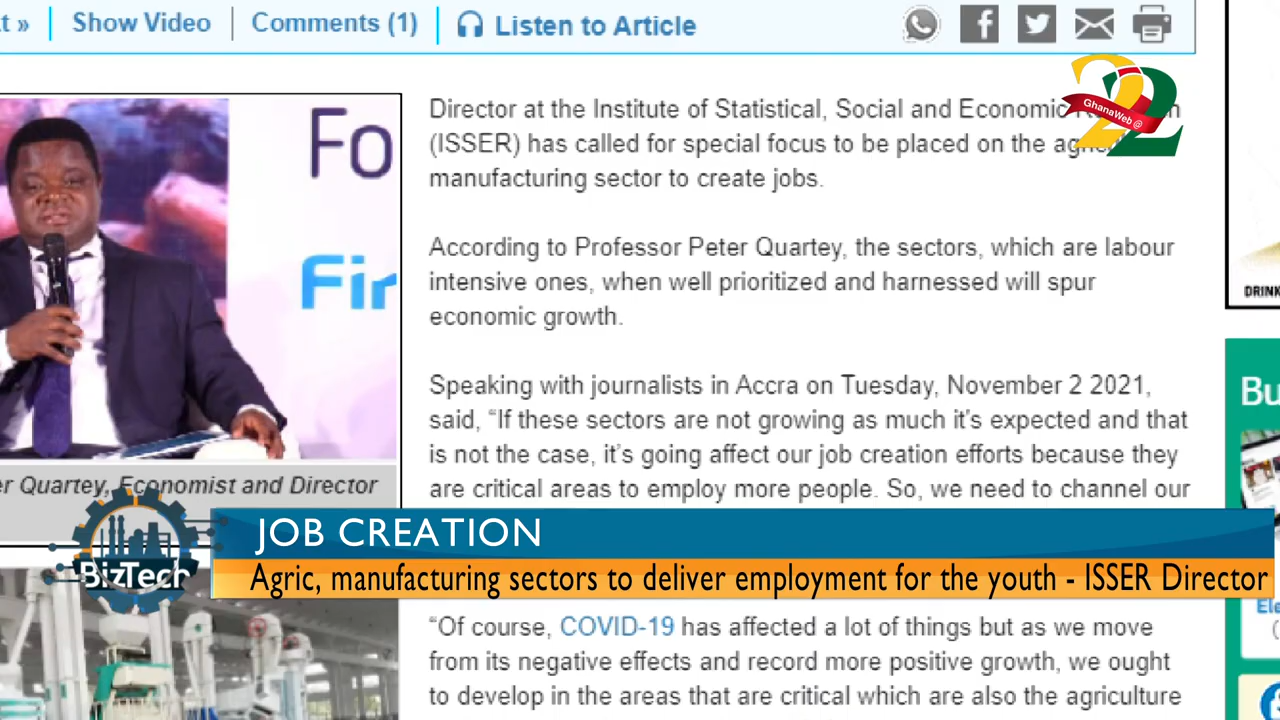 t »
Show Video
Comments (1)
Listen to Article
GhanaWeb @
22
Fo
Fir
Director at the Institute of Statistical, Social and Economic
(ISSER) has called for special focus to be placed on the
manufacturing sector to create jobs.
According to Professor Peter Quartey, the sectors, which are labour
intensive ones, when well prioritized and harnessed will spur
economic growth.
Speaking with journalists in Accra on Tuesday, November 2 2021,
said, “If these sectors are not growing as much it's expected and that
is not the case, it’s going affect our job creation efforts because they
are critical areas to employ more people. So, we need to channel our
er Quartey, Economist and Director
BizTech
JOB CREATION
Agric, manufacturing sectors to deliver employment for the youth - ISSER Director
“Of course, COVID-19 has affected a lot of things but as we move
from its negative effects and record more positive growth, we ought
to develop in the areas that are critical which are also the agriculture
DRINK
Bu
Ele